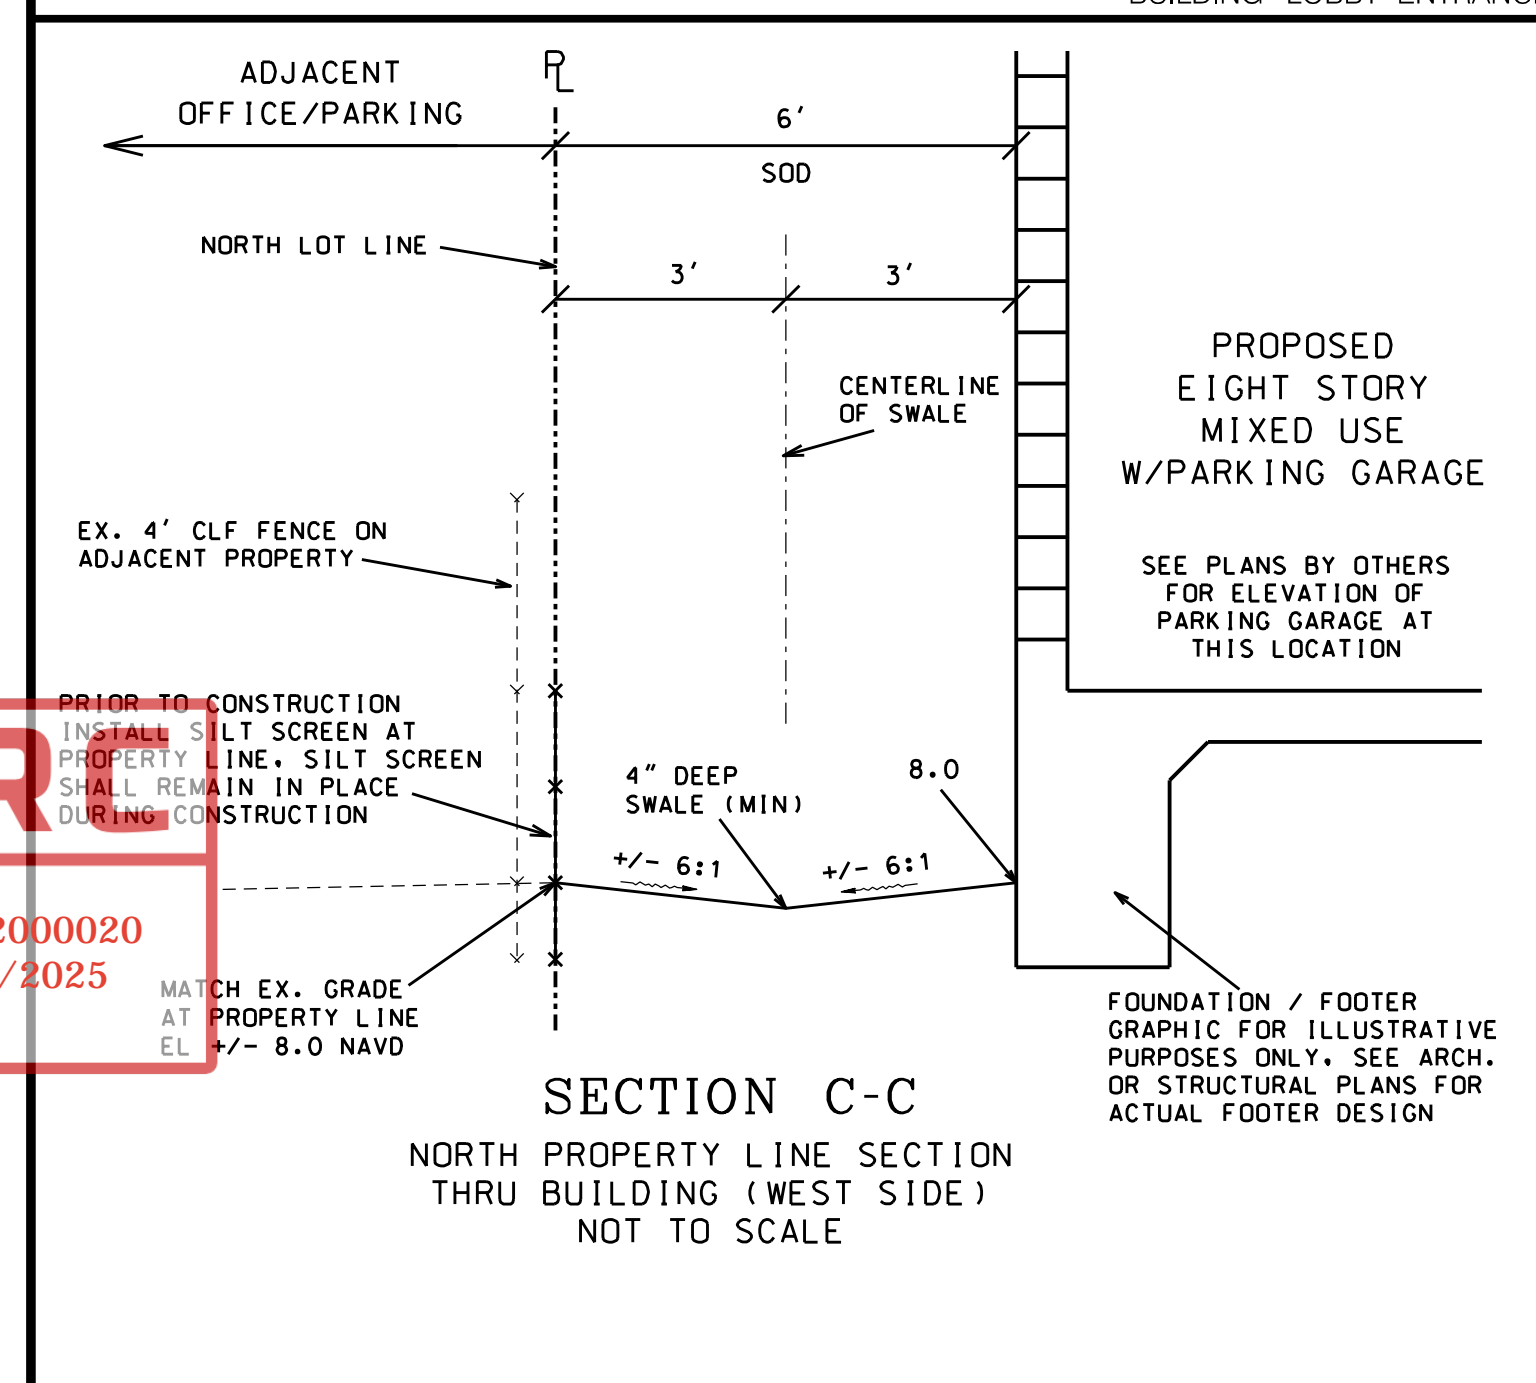 ADJACENT
OFFICE/PARKING
PL
6'
SOD
NORTH LOT LINE
3'
3'
CENTERLINE
OF SWALE
PROPOSED
EIGHT STORY
MIXED USE
W/PARKING GARAGE
EX. 4' CLF FENCE ON
ADJACENT PROPERTY
SEE PLANS BY OTHERS
FOR ELEVATION OF
PARKING GARAGE AT
THIS LOCATION
PRIOR TO CONSTRUCTION
INSTALL SILT SCREEN AT
PROPERTY LINE. SILT SCREEN
SHALL REMAIN IN PLACE
DURING CONSTRUCTION
RC
4" DEEP
SWALE (MIN)
8.0
+/- 6:1
+/- 6:1
2000020
/2025
MATCH EX. GRADE
AT PROPERTY LINE
EL +/- 8.0 NAVD
FOUNDATION / FOOTER
GRAPHIC FOR ILLUSTRATIVE
PURPOSES ONLY. SEE ARCH.
OR STRUCTURAL PLANS FOR
ACTUAL FOOTER DESIGN
SECTION C-C
NORTH PROPERTY LINE SECTION
THRU BUILDING (WEST SIDE)
NOT TO SCALE